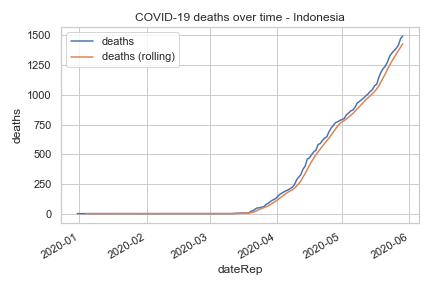 COVID-19 deaths over time - Indonesia
deaths
deaths (rolling)
1500
1250
1000
750
500
250
0
deaths
2020-01
2020-02
2020-03
2020-04
2020-05
2020-06
dateRep